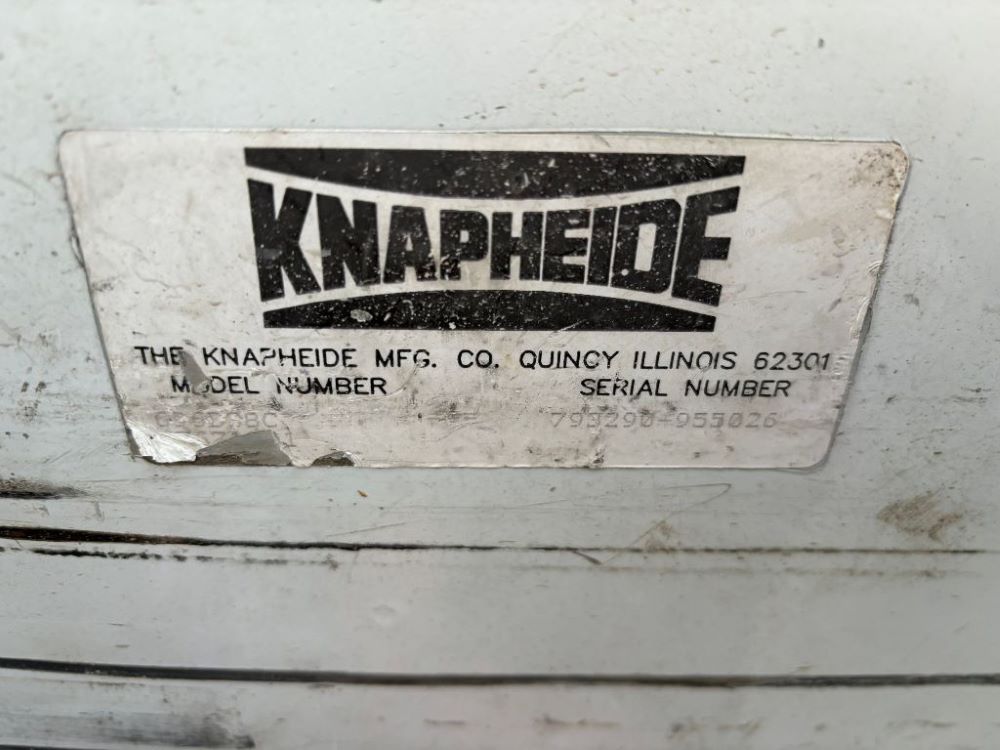 KNAPHEIDE
THE KNAPHEIDE MFG. CO. QUINCY ILLINOIS 62301
MODEL NUMBER SERIAL NUMBER
793290-955026